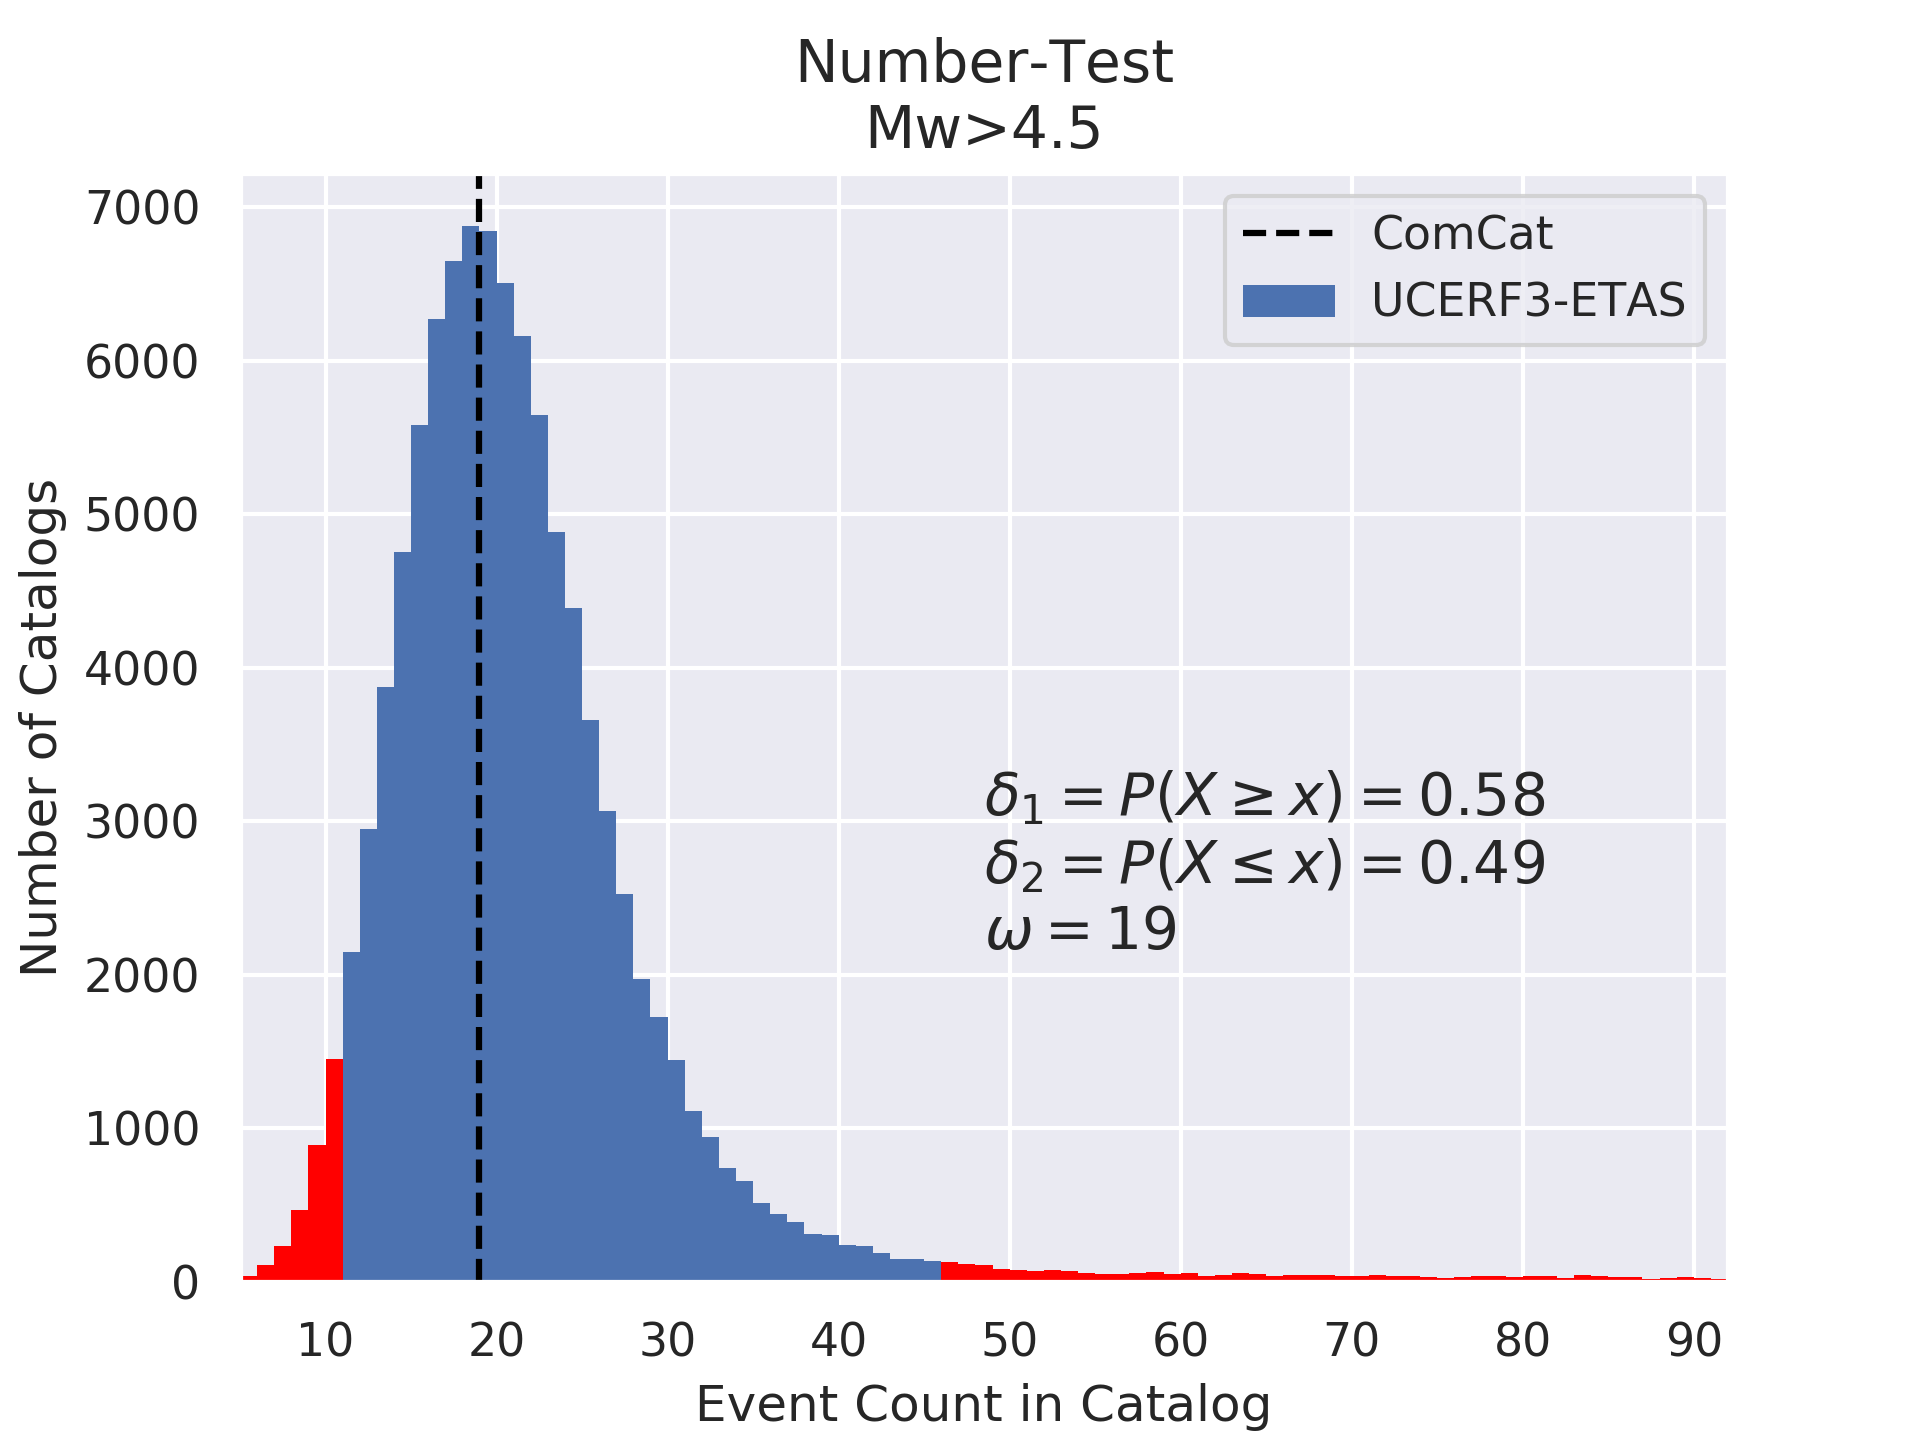 Number-Test
Mw>4.5
ComCat
UCERF3-ETAS
7000
6000
5000
4000
3000
2000
1000
0
Number of Catalogs
δ₁ = P(X ≥ x) = 0.58
δ₂ = P(X ≤ x) = 0.49
ω = 19
10 20 30 40 50 60 70 80 90
Event Count in Catalog